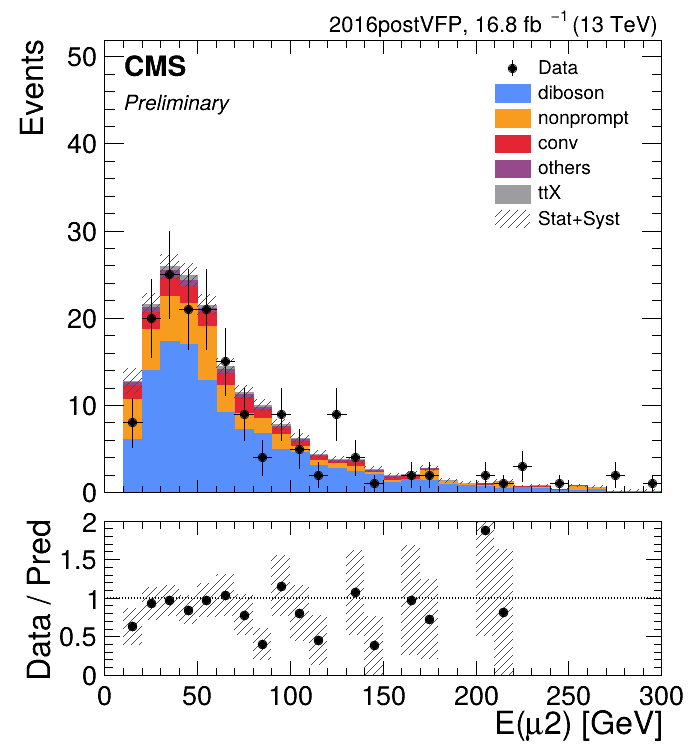 2016postVFP, 16.8 fb⁻¹ (13 TeV)
Events
CMS
Preliminary
Data
diboson
nonprompt
conv
others
ttX
Stat+Syst
50
40
30
20
10
0
Data / Pred
2
1.5
1
0.5
0
0 50 100 150 200 250 300
E(μ2) [GeV]